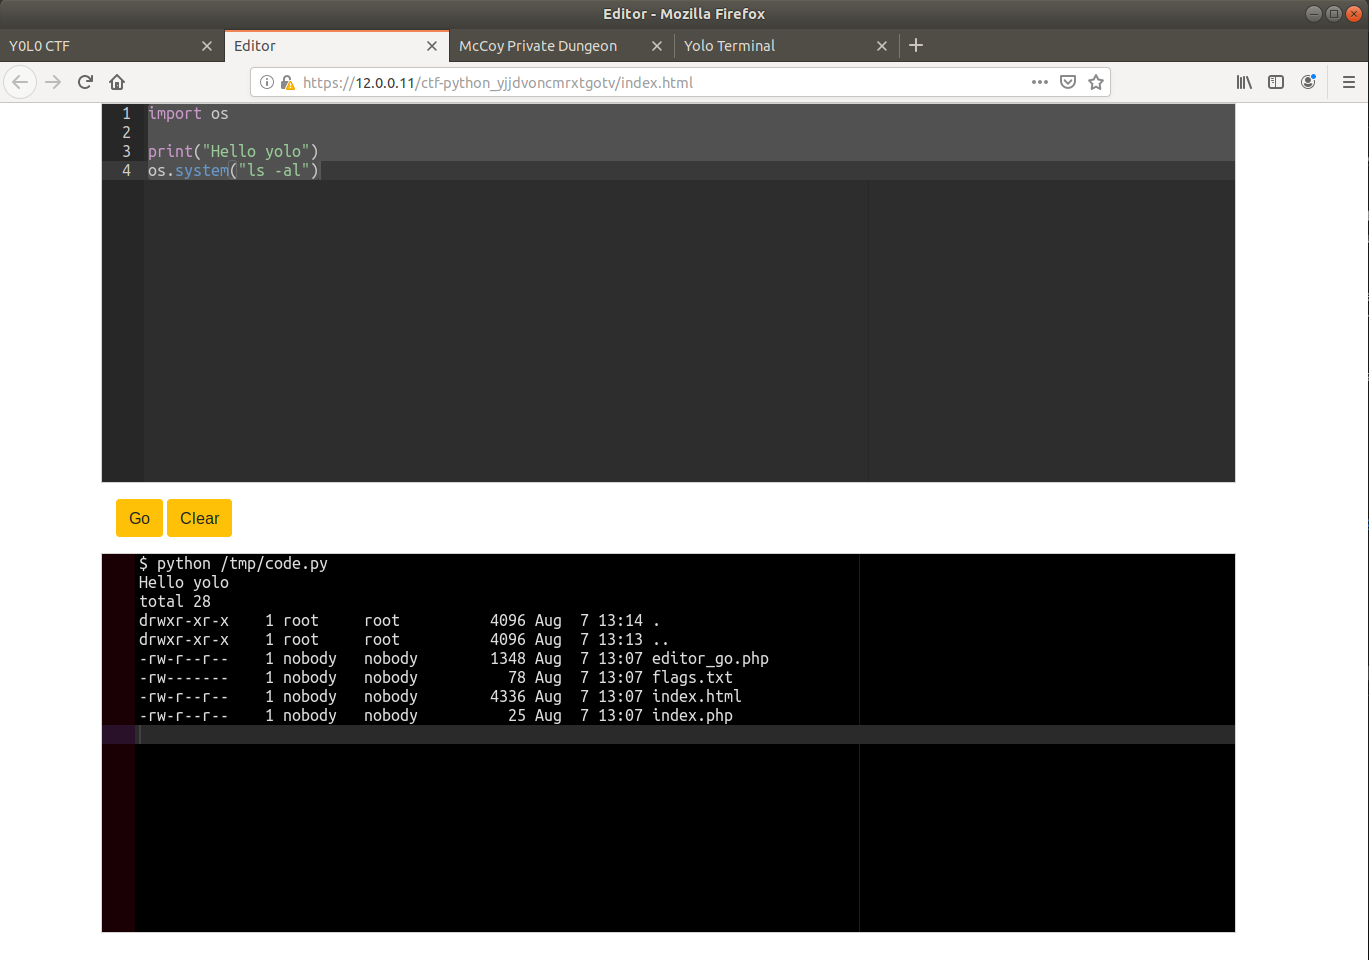 Editor - Mozilla Firefox
Y0L0 CTF
Editor
McCoy Private Dungeon
Yolo Terminal
https://12.0.0.11/ctf-python_yjjdvoncmrxtgotv/index.html
1 import os
2
3 print("Hello yolo")
4 os.system("ls -al")
Go Clear
$ python /tmp/code.py
Hello yolo
total 28
drwxr-xr-x    1 root     root          4096 Aug  7 13:14 .
drwxr-xr-x    1 root     root          4096 Aug  7 13:13 ..
-rw-r--r--    1 nobody   nobody        1348 Aug  7 13:07 editor_go.php
-rw-------    1 nobody   nobody          78 Aug  7 13:07 flags.txt
-rw-r--r--    1 nobody   nobody        4336 Aug  7 13:07 index.html
-rw-r--r--    1 nobody   nobody          25 Aug  7 13:07 index.php